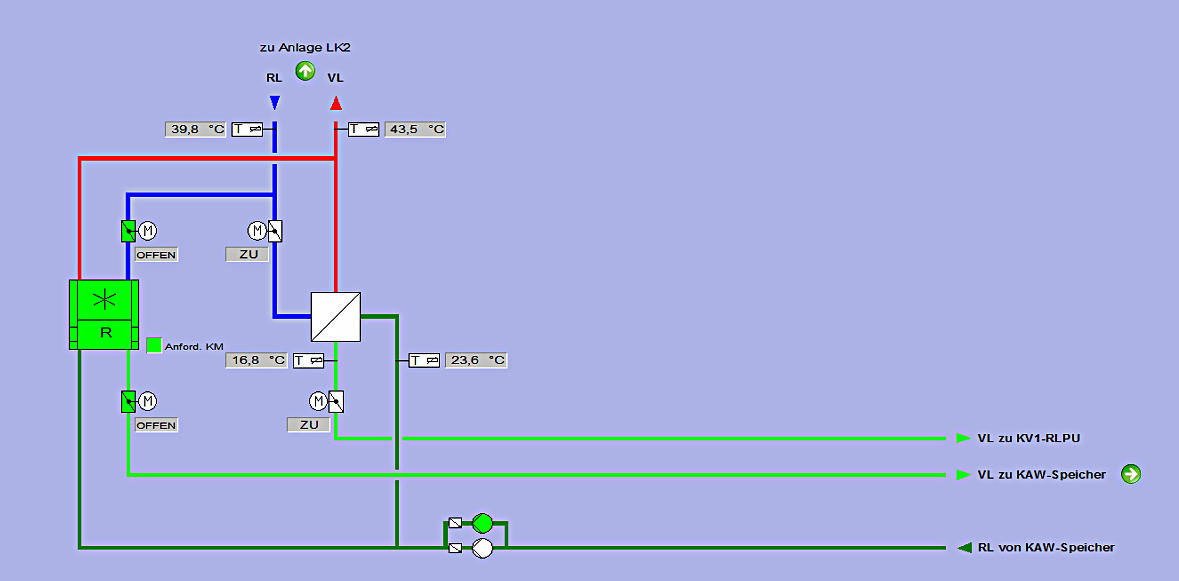 zu Anlage LK2
RL VL
39,8 °C T T 43,5 °C
M M
OFFEN ZU
R
Anford. KM
16,8 °C T T 23,6 °C
M M
OFFEN ZU
VL zu KV1-RLPU
VL zu KAW-Speicher
RL von KAW-Speicher